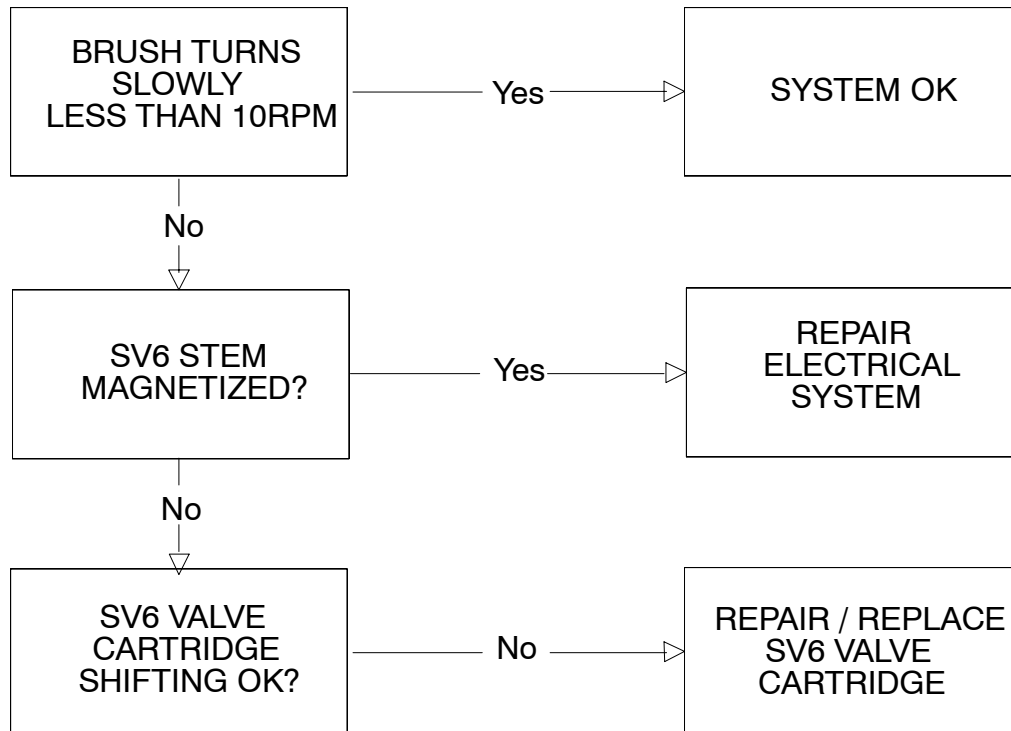 BRUSH TURNS
SLOWLY
LESS THAN 10RPM
Yes
SYSTEM OK
No
SV6 STEM
MAGNETIZED?
Yes
REPAIR
ELECTRICAL
SYSTEM
No
SV6 VALVE
CARTRIDGE
SHIFTING OK?
No
REPAIR / REPLACE
SV6 VALVE
CARTRIDGE